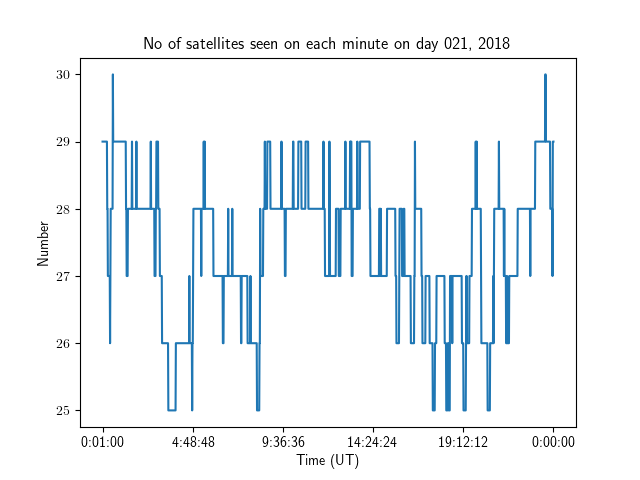 No of satellites seen on each minute on day 021, 2018
30
29
28
27
26
25
Number
0:01:00 4:48:48 9:36:36 14:24:24 19:12:12 0:00:00
Time (UT)